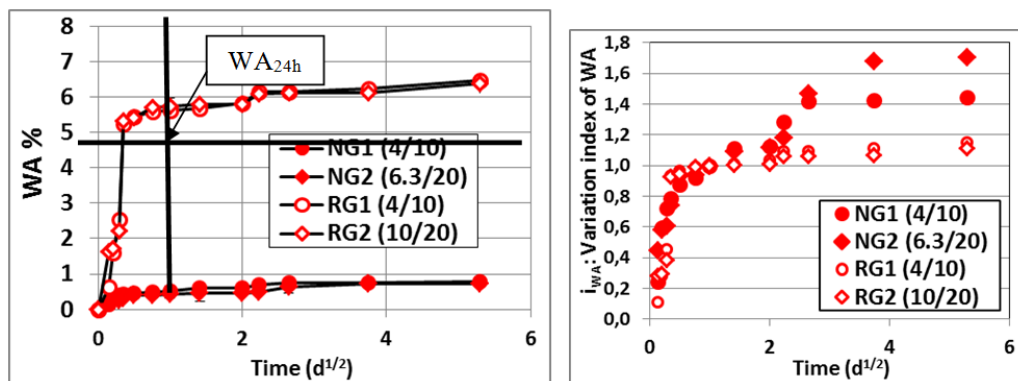 8
7
6
5
4
3
2
1
0
WA %
WA24h
NG1 (4/10)
NG2 (6.3/20)
RG1 (4/10)
RG2 (10/20)
0 2 4 6
Time (d1/2)
1,8
1,6
1,4
1,2
1,0
0,8
0,6
0,4
0,2
0,0
iWA: Variation index of WA
NG1 (4/10)
NG2 (6.3/20)
RG1 (4/10)
RG2 (10/20)
0 2 4 6
Time (d1/2)